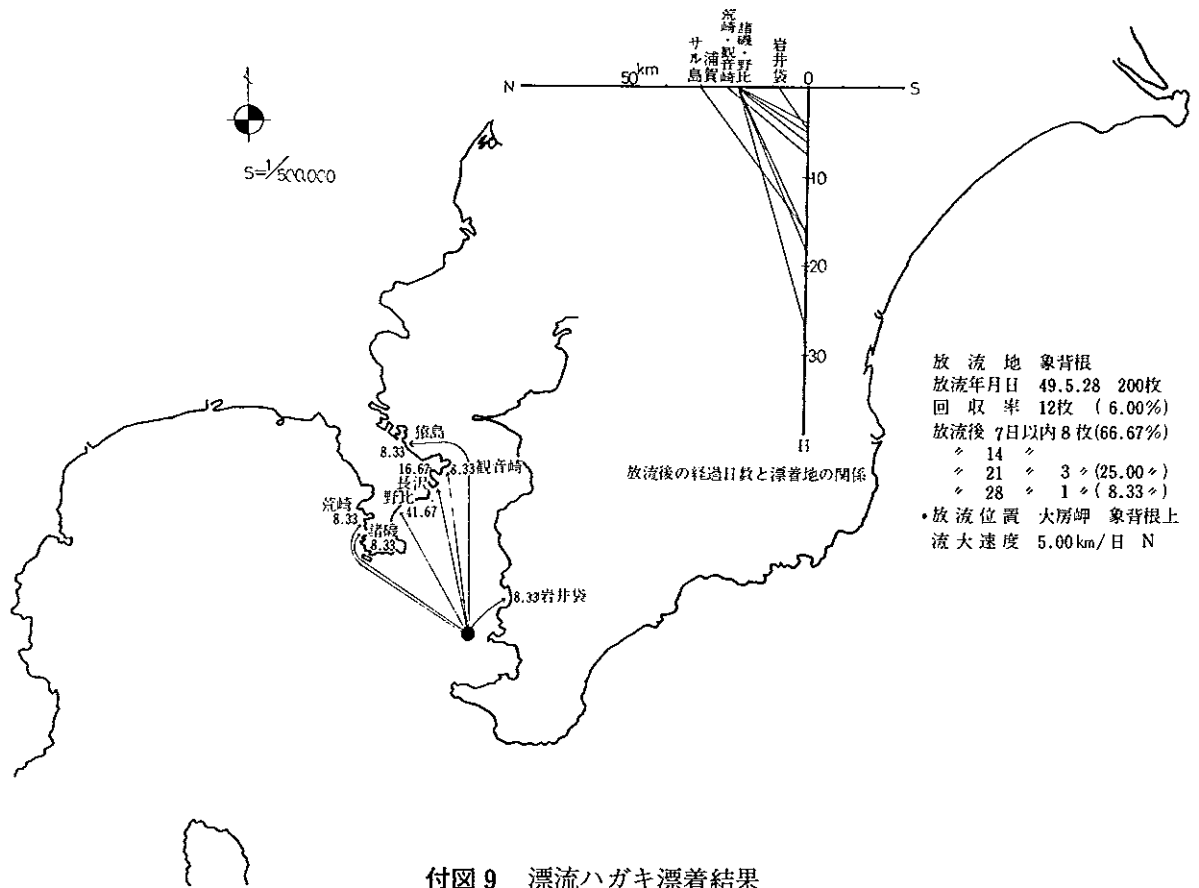 サル島
浦賀
荒崎・観音崎
諸磯・野比
岩井袋
N
50km
0
S
10
20
30
日
放流後の経過日数と漂着地の関係
S=1/500,000
猿島
8.33
16.67
8.33観音崎
長沢
野比
41.67
荒崎
8.33
諸磯
8.33
8.33岩井袋
放流地 象背根
放流年月日 49.5.28 200枚
回収率 12枚 (6.00%)
放流後 7日以内8枚(66.67%)
〃 14 〃
〃 21 〃 3 〃(25.00〃)
〃 28 〃 1 〃(8.33〃)
・放流位置 大房岬 象背根上
流大速度 5.00km/日 N
付図9 漂流ハガキ漂着結果